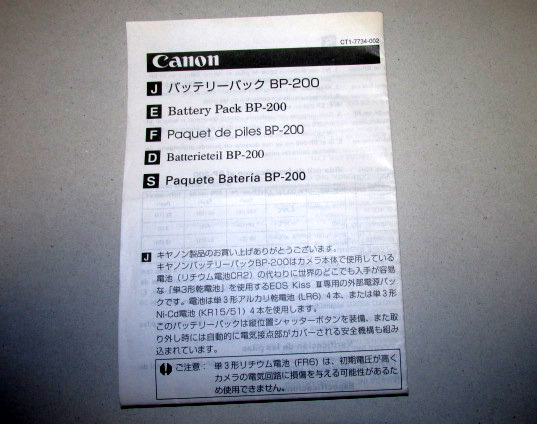 CT1-7734-002
Canon
J バッテリーパック BP-200
E Battery Pack BP-200
F Paquet de piles BP-200
D Batterieteil BP-200
S Paquete Batería BP-200
J キヤノン製品のお買い上げありがとうございます。
キヤノンバッテリーパックBP-200はカメラ本体で使用している
電池（リチウム電池CR2）の代わりに世界のどこでも入手が容易
な「単3形乾電池」を使用するEOS Kiss Ⅲ専用の外部電源パッ
クです。電池は単3形アルカリ乾電池（LR6）4本、または単3形
Ni-Cd電池（KR15/51）4本を使用します。
このバッテリーパックは縦位置シャッターボタンを装備、また取
り外し時には自動的に電気接点部がカバーされる安全機構も組み
込まれています。
ご注意： 単3形リチウム電池（FR6）は、初期電圧が高く
カメラの電気回路に損傷を与える可能性があるた
め使用できません。